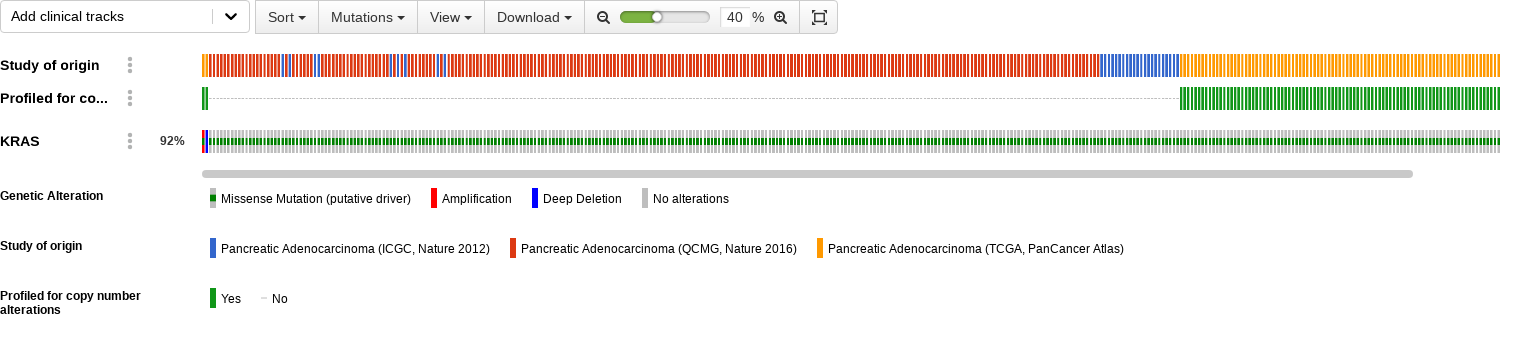 Add clinical tracks
Sort Mutations View Download 40 %
Study of origin
Profiled for co...
KRAS 92%
Genetic Alteration Missense Mutation (putative driver) Amplification Deep Deletion No alterations
Study of origin Pancreatic Adenocarcinoma (ICGC, Nature 2012) Pancreatic Adenocarcinoma (QCMG, Nature 2016) Pancreatic Adenocarcinoma (TCGA, PanCancer Atlas)
Profiled for copy number
alterations Yes No